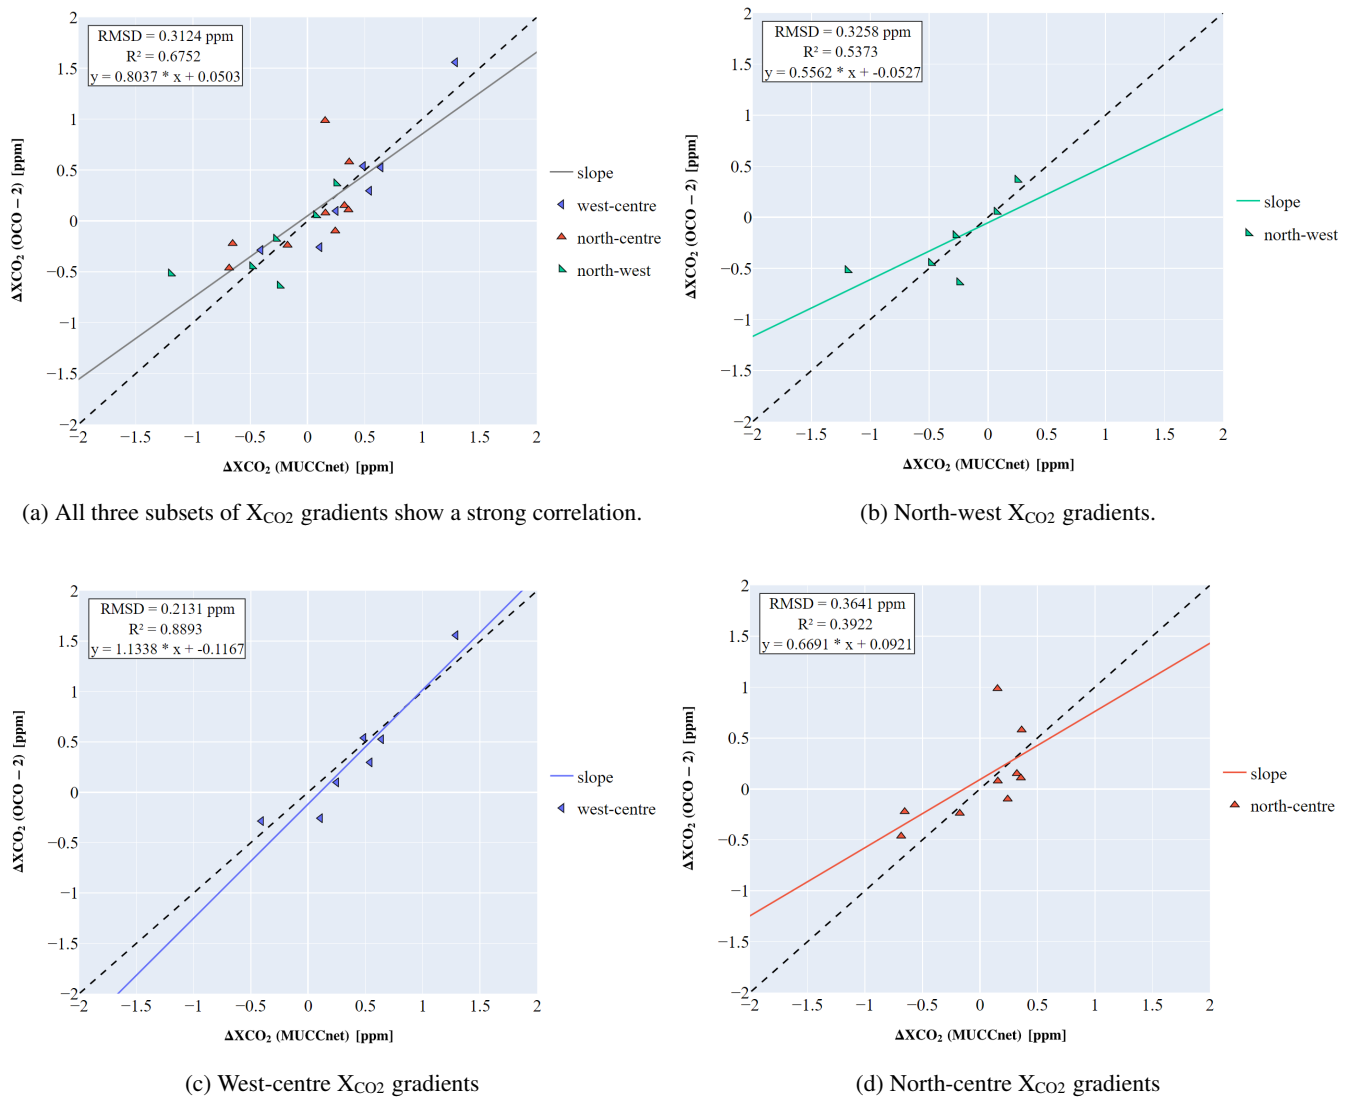 RMSD = 0.3124 ppm
R² = 0.6752
y = 0.8037 * x + 0.0503
2
1.5
1
0.5
0
−0.5
−1
−1.5
−2
−2 −1.5 −1 −0.5 0 0.5 1 1.5 2
ΔXCO₂ (OCO − 2) [ppm]
ΔXCO₂ (MUCCnet) [ppm]
slope
west-centre
north-centre
north-west
(a) All three subsets of X_CO2 gradients show a strong correlation.
RMSD = 0.3258 ppm
R² = 0.5373
y = 0.5562 * x + -0.0527
2
1.5
1
0.5
0
−0.5
−1
−1.5
−2
−2 −1.5 −1 −0.5 0 0.5 1 1.5 2
ΔXCO₂ (OCO − 2) [ppm]
ΔXCO₂ (MUCCnet) [ppm]
slope
north-west
(b) North-west X_CO2 gradients.
RMSD = 0.2131 ppm
R² = 0.8893
y = 1.1338 * x + -0.1167
2
1.5
1
0.5
0
−0.5
−1
−1.5
−2
−2 −1.5 −1 −0.5 0 0.5 1 1.5 2
ΔXCO₂ (OCO − 2) [ppm]
ΔXCO₂ (MUCCnet) [ppm]
slope
west-centre
(c) West-centre X_CO2 gradients
RMSD = 0.3641 ppm
R² = 0.3922
y = 0.6691 * x + 0.0921
2
1.5
1
0.5
0
−0.5
−1
−1.5
−2
−2 −1.5 −1 −0.5 0 0.5 1 1.5 2
ΔXCO₂ (OCO − 2) [ppm]
ΔXCO₂ (MUCCnet) [ppm]
slope
north-centre
(d) North-centre X_CO2 gradients